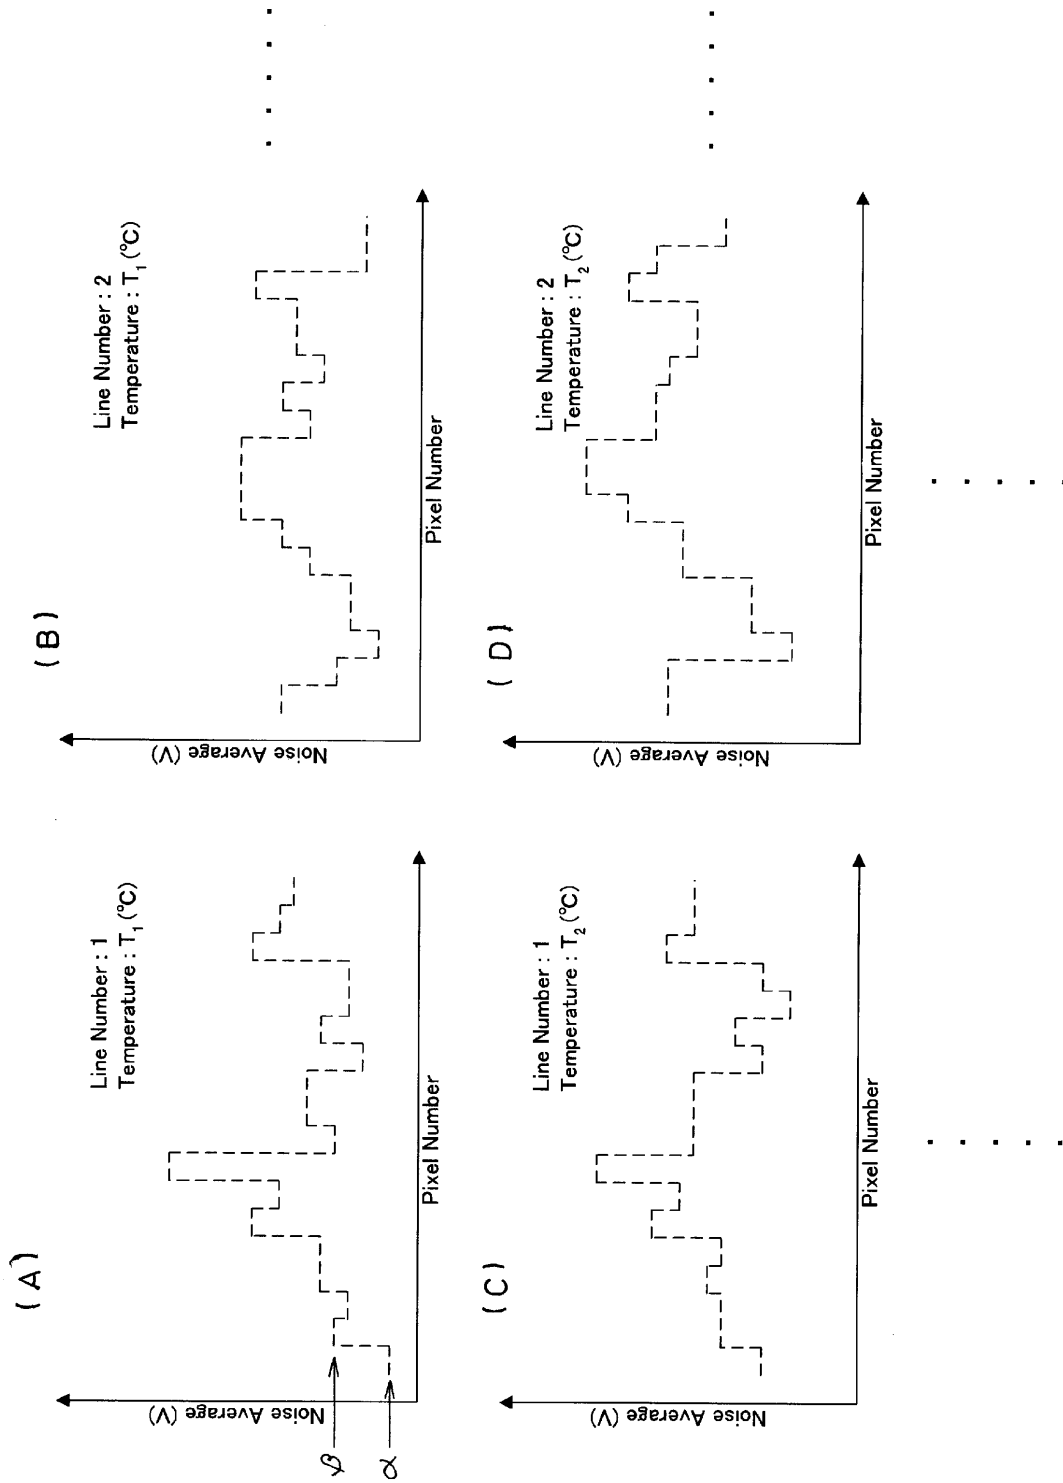 (A)
Line Number : 1
Temperature : T₁ (°C)
Noise Average (V)
Pixel Number
β
α
(B)
Line Number : 2
Temperature : T₁ (°C)
Noise Average (V)
Pixel Number
(C)
Line Number : 1
Temperature : T₂ (°C)
Noise Average (V)
Pixel Number
(D)
Line Number : 2
Temperature : T₂ (°C)
Noise Average (V)
Pixel Number